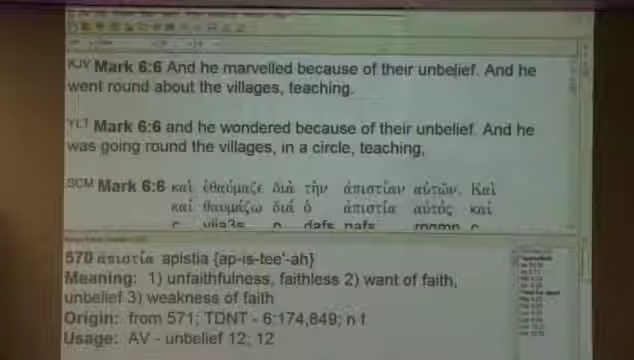 KJV Mark 6:6 And he marvelled because of their unbelief. And he
went round about the villages, teaching.
YLT Mark 6:6 and he wondered because of their unbelief. And he
was going round the villages, in a circle, teaching,
SCM Mark 6:6 καὶ ἐθαύμαζε διὰ τὴν ἀπιστίαν αὐτῶν. Καὶ
καί θαυμάζω διά ὁ ἀπιστία αὐτός καί
570 ἀπιστία apistia {ap-is-tee'-ah}
Meaning: 1) unfaithfulness, faithless 2) want of faith,
unbelief 3) weakness of faith
Origin: from 571; TDNT - 6:174,849; n f
Usage: AV - unbelief 12; 12